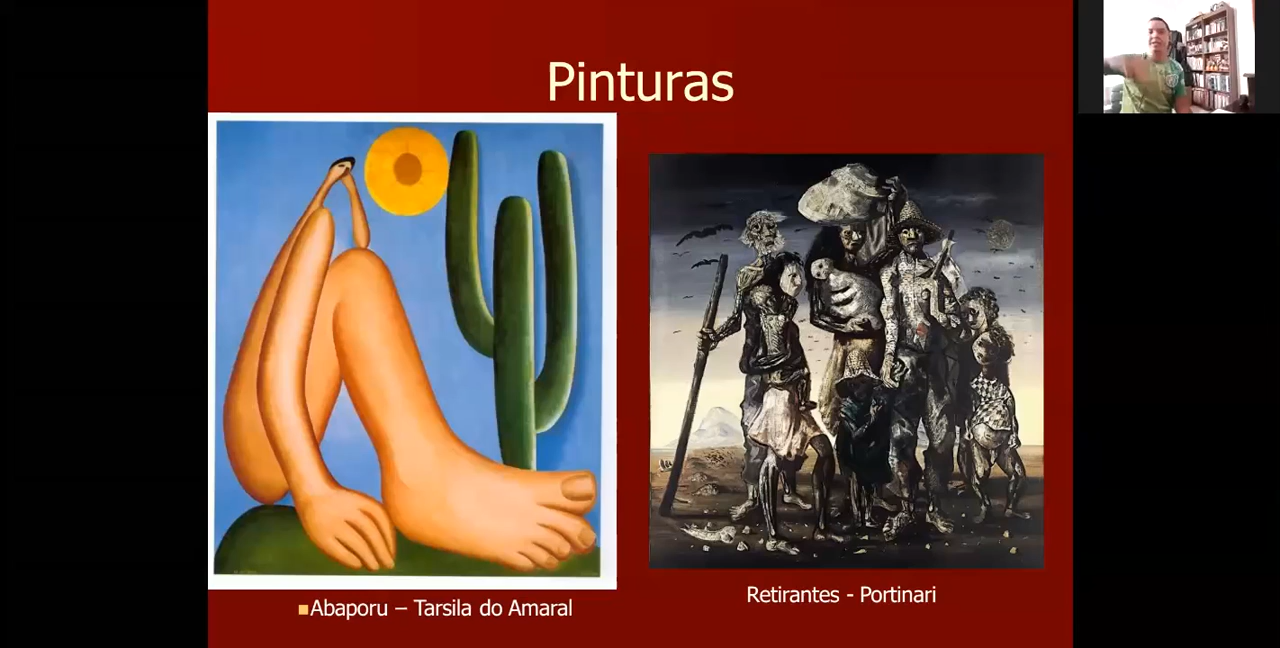 Pinturas
Abaporu – Tarsila do Amaral
Retirantes - Portinari